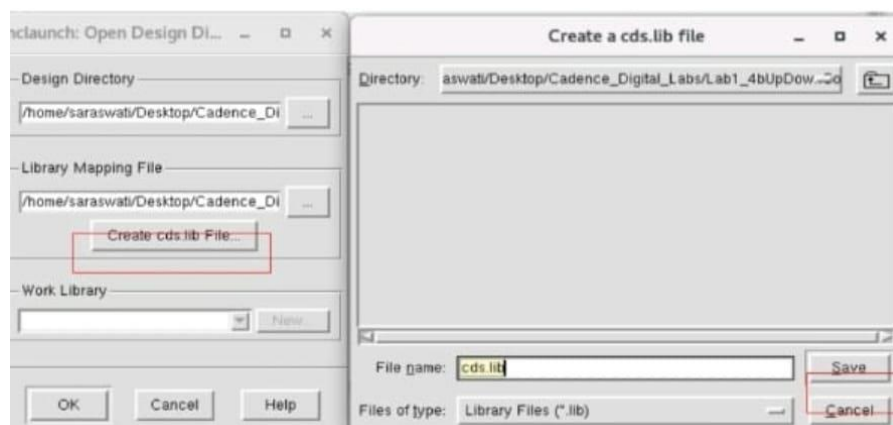 nclaunch: Open Design Di...
Design Directory
/home/saraswati/Desktop/Cadence_Di
...
Library Mapping File
/home/saraswati/Desktop/Cadence_Di
...
Create cds.lib File...
Work Library
New...
OK
Cancel
Help
Create a cds.lib file
Directory:
aswati/Desktop/Cadence_Digital_Labs/Lab1_4bUpDow
File name:
cds.lib
Save
Files of type:
Library Files (*.lib)
Cancel